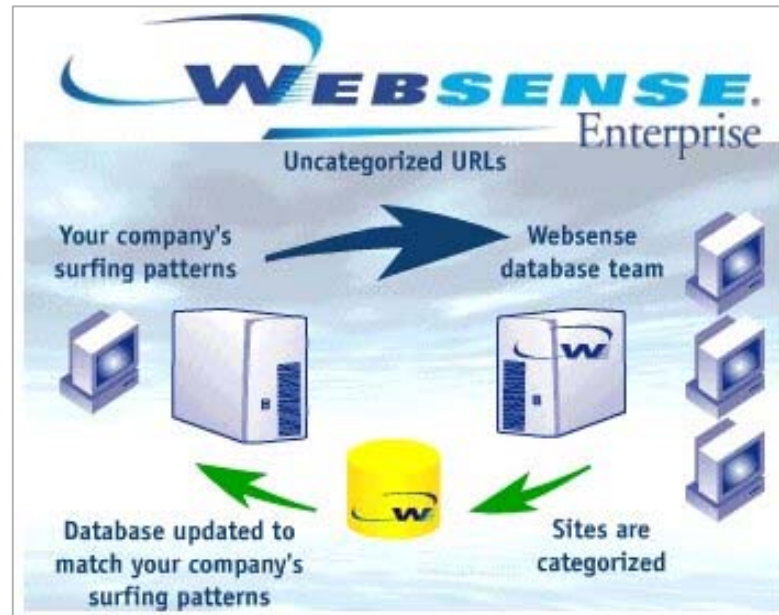 WEBSENSE.
Enterprise
Uncategorized URLs
Your company's
surfing patterns
Websense
database team
W
W
Database updated to
match your company's
surfing patterns
Sites are
categorized